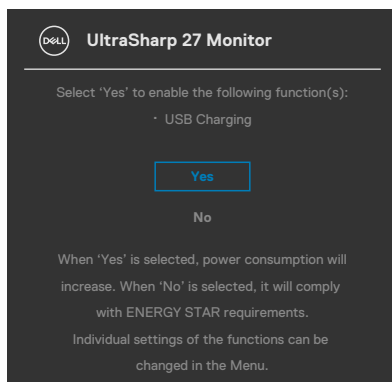 DELL UltraSharp 27 Monitor
Select ‘Yes’ to enable the following function(s):
· USB Charging
Yes
No
When ‘Yes’ is selected, power consumption will
increase. When ‘No’ is selected, it will comply
with ENERGY STAR requirements.
Individual settings of the functions can be
changed in the Menu.